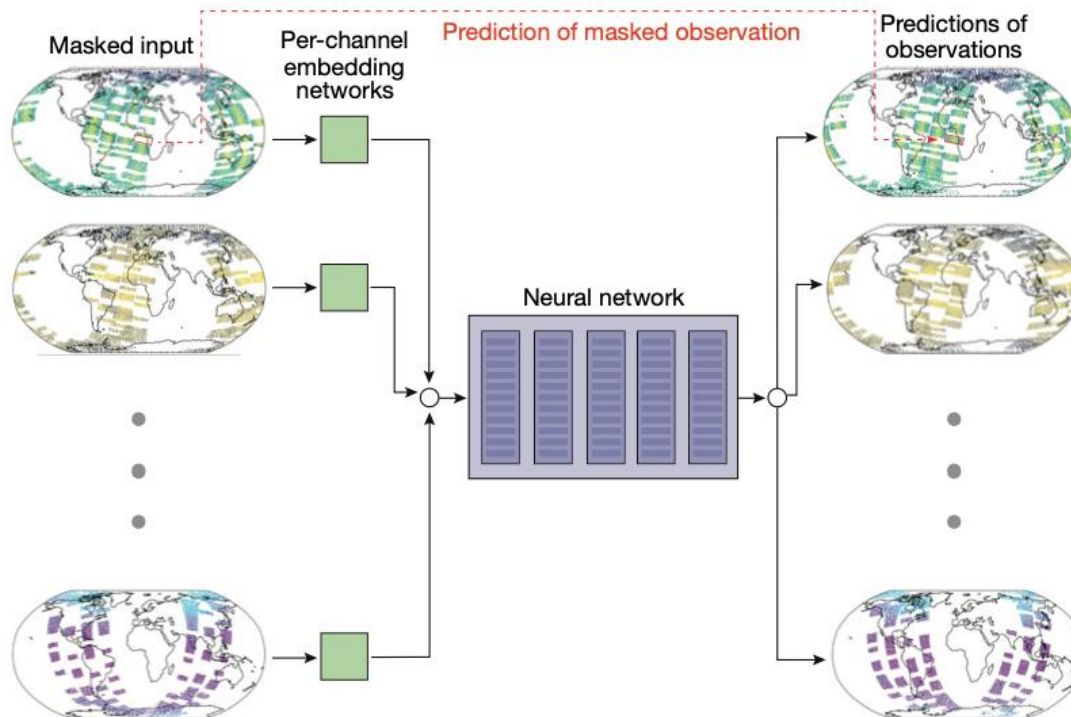 Masked input
Per-channel
embedding
networks
Prediction of masked observation
Predictions of
observations
Neural network